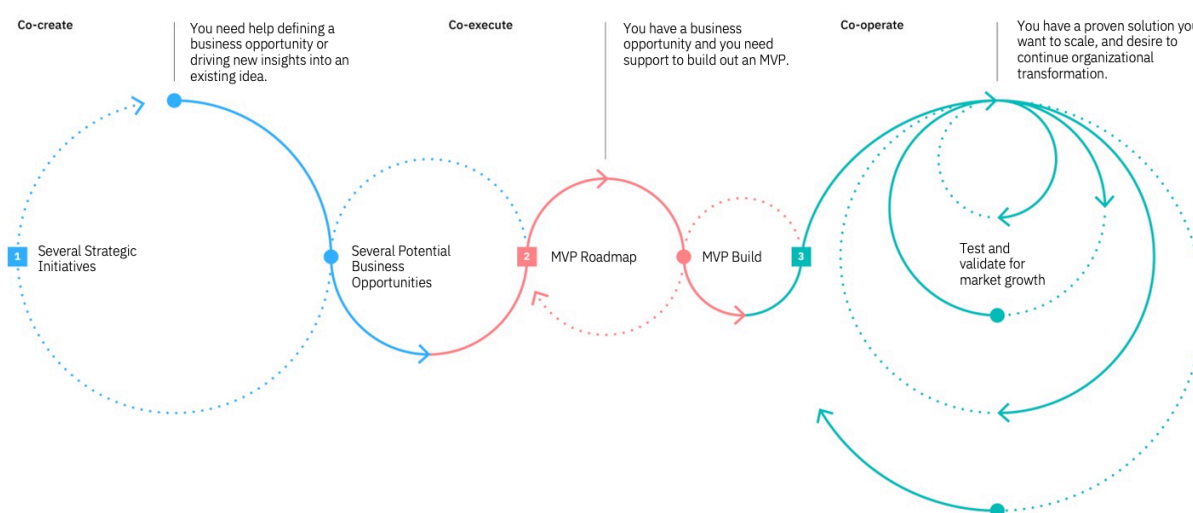 Co-create
You need help defining a
business opportunity or
driving new insights into an
existing idea.
Co-execute
You have a business
opportunity and you need
support to build out an MVP.
Co-operate
You have a proven solution you
want to scale, and desire to
continue organizational
transformation.
1
Several Strategic
Initiatives
Several Potential
Business
Opportunities
2
MVP Roadmap
MVP Build
3
Test and
validate for
market growth